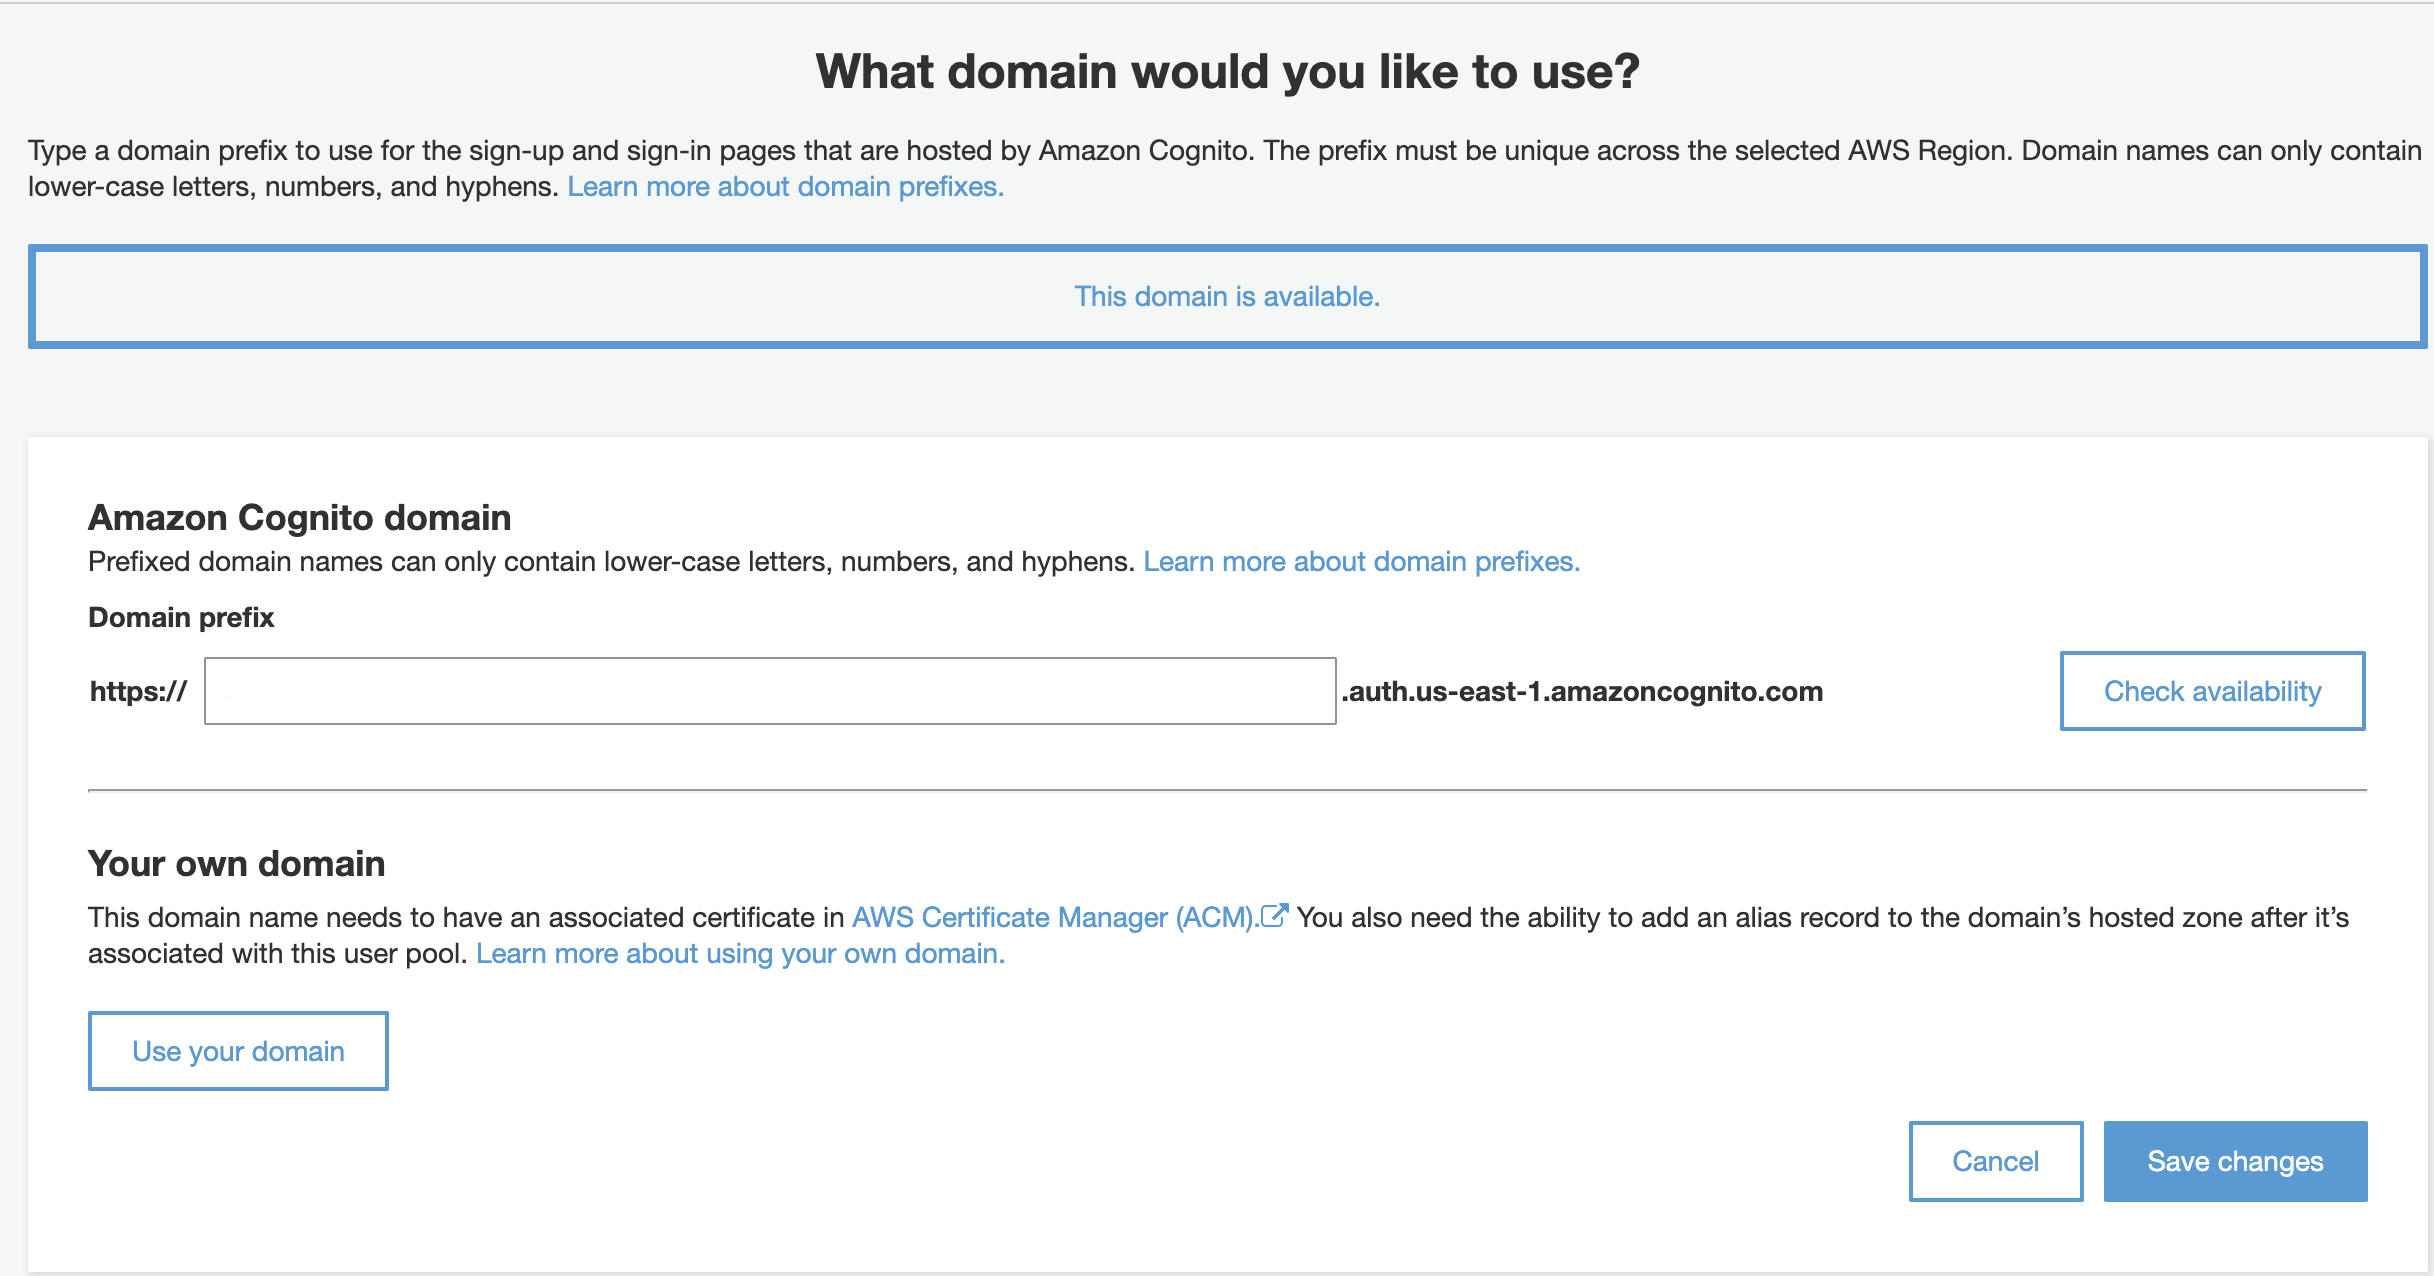 What domain would you like to use?
Type a domain prefix to use for the sign-up and sign-in pages that are hosted by Amazon Cognito. The prefix must be unique across the selected AWS Region. Domain names can only contain
lower-case letters, numbers, and hyphens. Learn more about domain prefixes.
This domain is available.
Amazon Cognito domain
Prefixed domain names can only contain lower-case letters, numbers, and hyphens. Learn more about domain prefixes.
Domain prefix
https:// .auth.us-east-1.amazoncognito.com Check availability
Your own domain
This domain name needs to have an associated certificate in AWS Certificate Manager (ACM). You also need the ability to add an alias record to the domain’s hosted zone after it’s
associated with this user pool. Learn more about using your own domain.
Use your domain
Cancel Save changes